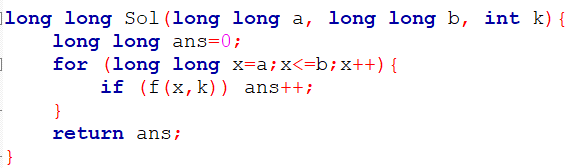 long long Sol(long long a, long long b, int k){
    long long ans=0;
    for (long long x=a;x<=b;x++){
        if (f(x,k)) ans++;
    }
    return ans;
}